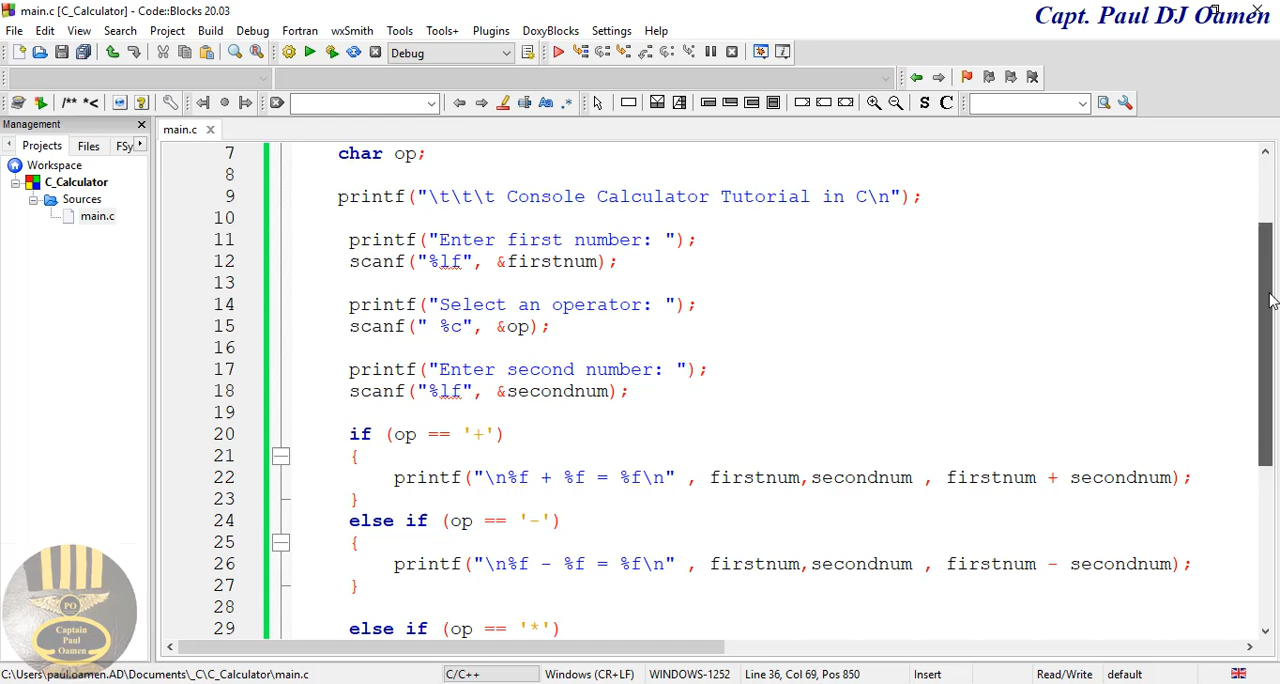 main.c [C_Calculator] - Code::Blocks 20.03
Capt. Paul DJ Oamen
File Edit View Search Project Build Debug Fortran wxSmith Tools Tools+ Plugins DoxyBlocks Settings Help
Debug
/** *<
S C
Management
main.c
Projects Files FSy
Workspace
C_Calculator
Sources
main.c
7 char op;
8
9 printf("\t\t\t Console Calculator Tutorial in C\n");
10
11 printf("Enter first number: ");
12 scanf("%lf", &firstnum);
13
14 printf("Select an operator: ");
15 scanf(" %c", &op);
16
17 printf("Enter second number: ");
18 scanf("%lf", &secondnum);
19
20 if (op == '+')
21 {
22 printf("\n%f + %f = %f\n" , firstnum,secondnum , firstnum + secondnum);
23 }
24 else if (op == '-')
25 {
26 printf("\n%f - %f = %f\n" , firstnum,secondnum , firstnum - secondnum);
27 }
28
29 else if (op == '*')
PO
Captain
Paul
Oamen
C:\Users\paul.oamen.AD\Documents\_C\C_Calculator\main.c C/C++ Windows (CR+LF) WINDOWS-1252 Line 36, Col 69, Pos 850 Insert Read/Write default